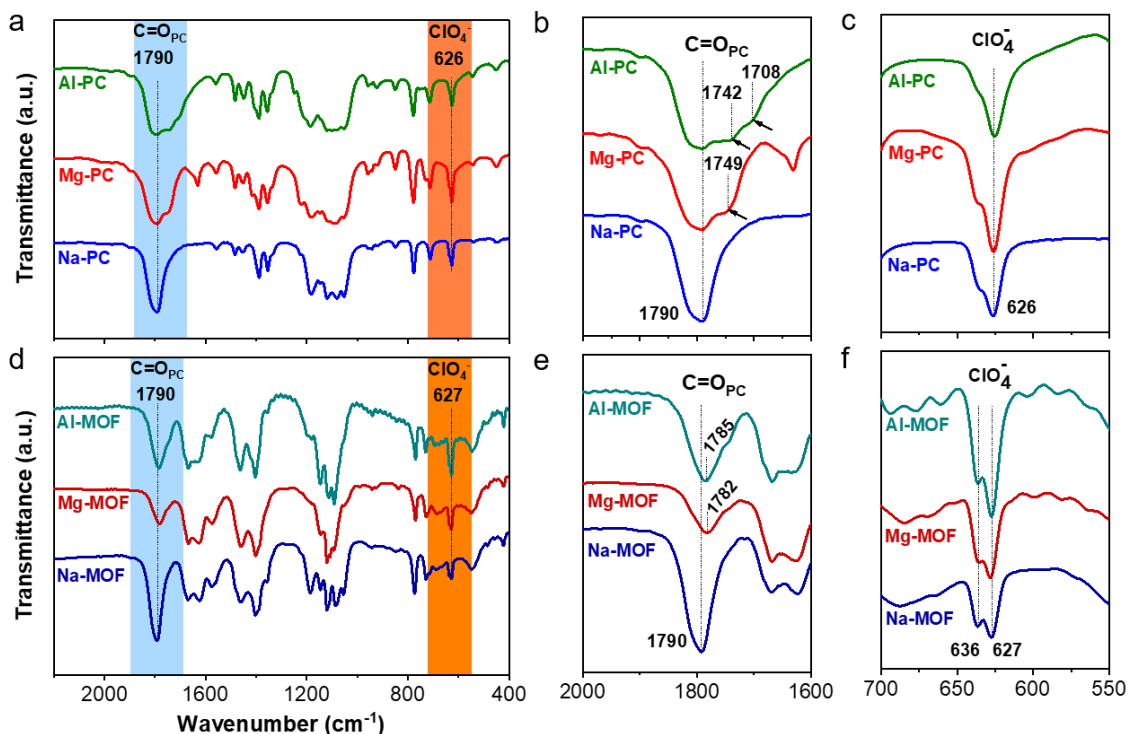 a
b
c
C=O_PC
1790
ClO₄⁻
626
Al-PC
Mg-PC
Na-PC
C=O_PC
Al-PC
1708
1742
Mg-PC
1749
Na-PC
1790
ClO₄⁻
Al-PC
Mg-PC
Na-PC
626
Transmittance (a.u.)
d
e
f
C=O_PC
1790
ClO₄⁻
627
Al-MOF
Mg-MOF
Na-MOF
2000 1600 1200 800 400
Wavenumber (cm⁻¹)
Transmittance (a.u.)
C=O_PC
Al-MOF
1785
Mg-MOF
1782
Na-MOF
1790
2000 1800 1600
ClO₄⁻
Al-MOF
Mg-MOF
Na-MOF
636 627
700 650 600 550